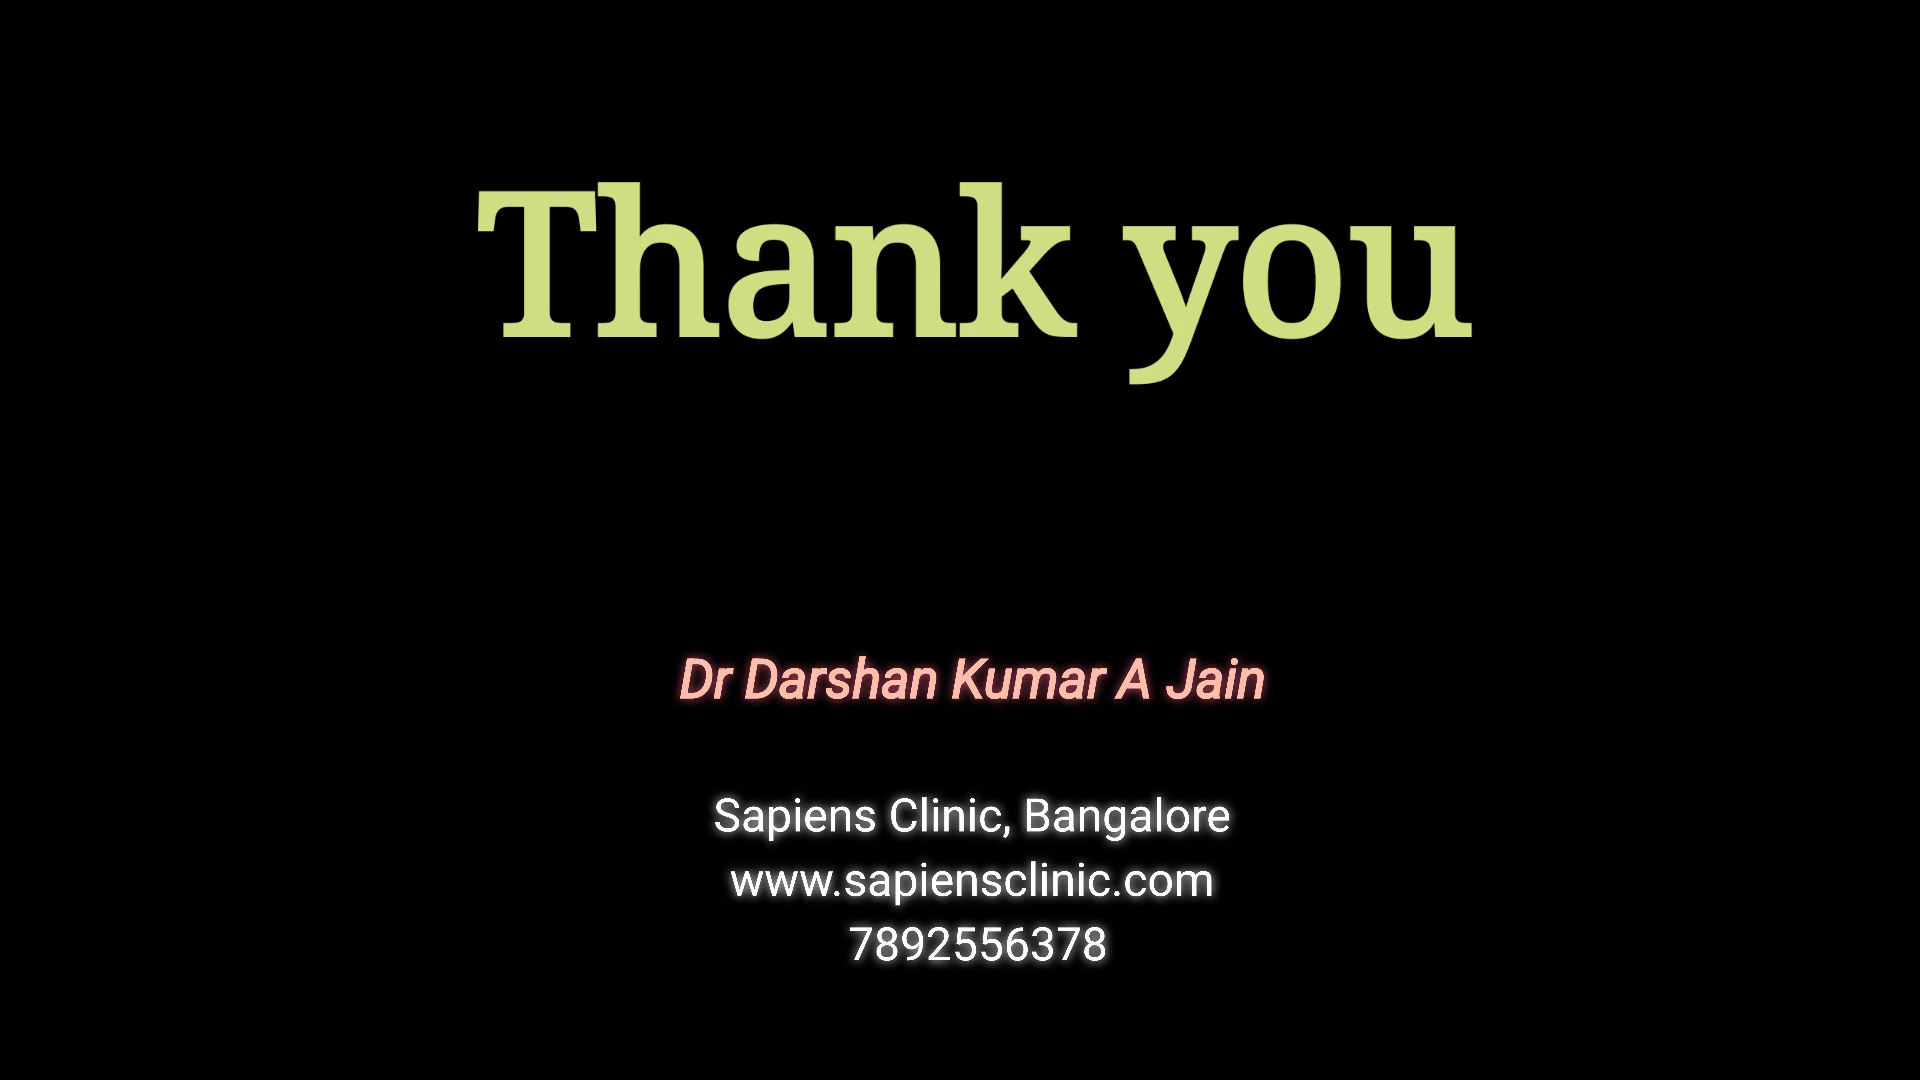 Thank you
Dr Darshan Kumar A Jain
Sapiens Clinic, Bangalore
www.sapiensclinic.com
7892556378